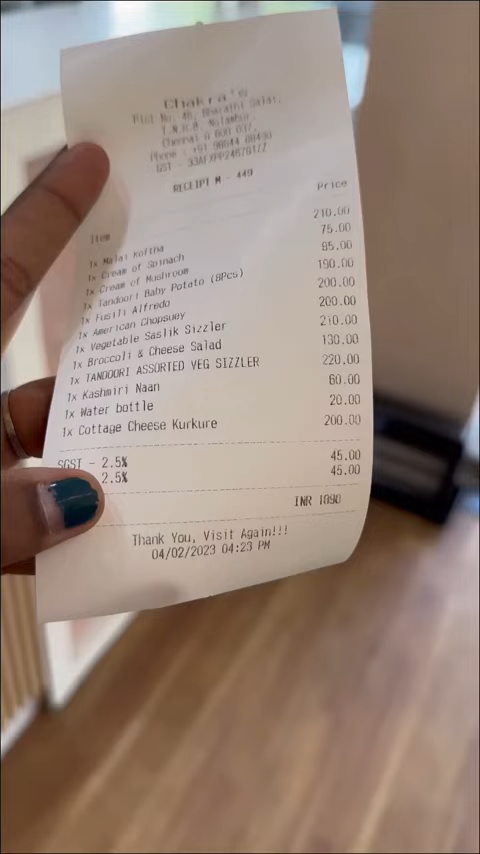 Chakra's
Plot No. 46, Bharathi Salai,
T.N.H.B. Nolambur,
Chennai
Phone : +91 98844 08493
GST -
RECEIPT # - 449
Item Price
1x Malai Koftha 210.00
1x Cream of Spinach 75.00
1x Cream of Mushroom 85.00
1x Tandoori Baby Potato (8Pcs) 190.00
1x Fusili Alfredo 200.00
1x American Chopsuey 200.00
1x Vegetable Saslik Sizzler 210.00
1x Broccoli & Cheese Salad 130.00
1x TANDOORI ASSORTED VEG SIZZLER 220.00
1x Kashmiri Naan 60.00
1x Water bottle 20.00
1x Cottage Cheese Kurkure 200.00
SGST - 2.5% 45.00
2.5% 45.00
INR 1890
Thank You, Visit Again!!!
04/02/2023 04:23 PM